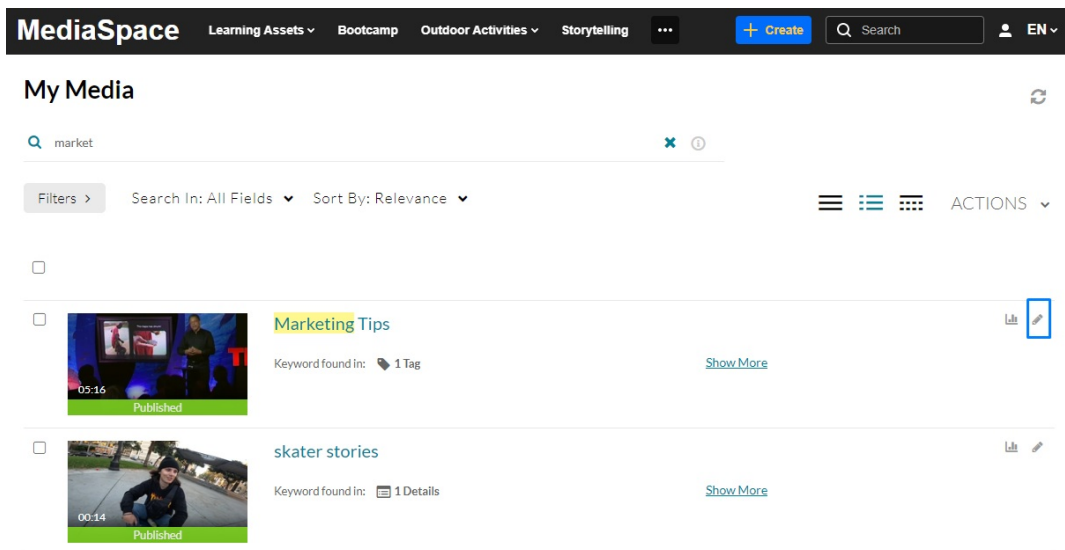 MediaSpace Learning Assets Bootcamp Outdoor Activities Storytelling ••• + Create Search EN
My Media
market
Filters > Search In: All Fields Sort By: Relevance ACTIONS
Marketing Tips
Keyword found in: 1 Tag Show More
05:16
Published
skater stories
Keyword found in: 1 Details Show More
00:14
Published